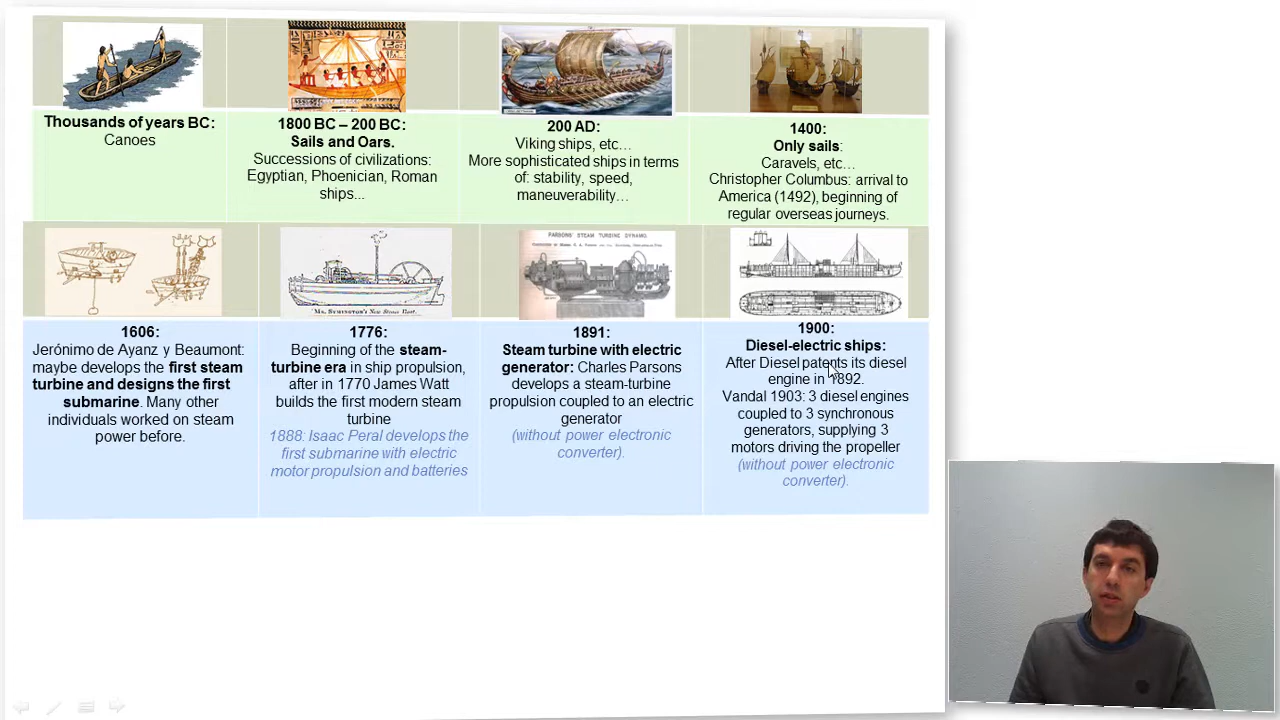 Thousands of years BC:
Canoes
1800 BC – 200 BC:
Sails and Oars.
Successions of civilizations:
Egyptian, Phoenician, Roman
ships...
200 AD:
Viking ships, etc…
More sophisticated ships in terms
of: stability, speed,
maneuverability…
1400:
Only sails:
Caravels, etc…
Christopher Columbus: arrival to
America (1492), beginning of
regular overseas journeys.
1606:
Jerónimo de Ayanz y Beaumont:
maybe develops the first steam
turbine and designs the first
submarine. Many other
individuals worked on steam
power before.
"Mr. Symington's New Steam Boat.
1776:
Beginning of the steam-
turbine era in ship propulsion,
after in 1770 James Watt
builds the first modern steam
turbine
1888: Isaac Peral develops the
first submarine with electric
motor propulsion and batteries
PARSONS' STEAM TURBINE DYNAMO.
1891:
Steam turbine with electric
generator: Charles Parsons
develops a steam-turbine
propulsion coupled to an electric
generator
(without power electronic
converter).
1900:
Diesel-electric ships:
After Diesel patents its diesel
engine in 1892.
Vandal 1903: 3 diesel engines
coupled to 3 synchronous
generators, supplying 3
motors driving the propeller
(without power electronic
converter).